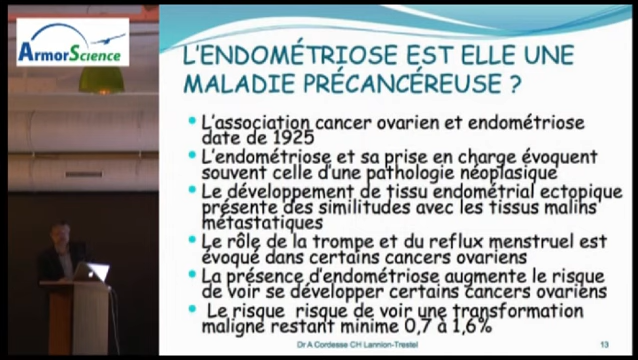 ArmorScience
L'ENDOMÉTRIOSE EST ELLE UNE
MALADIE PRÉCANCÉREUSE ?
L'association cancer ovarien et endométriose
date de 1925
L'endométriose et sa prise en charge évoquent
souvent celle d'une pathologie néoplasique
Le développement de tissu endométrial ectopique
présente des similitudes avec les tissus malins
métastatiques
Le rôle de la trompe et du reflux menstruel est
évoqué dans certains cancers ovariens
La présence d'endométriose augmente le risque
de voir se développer certains cancers ovariens
Le risque risque de voir une transformation
maligne restant minime 0,7 à 1,6%
Dr A Cordesse CH Lannion-Trestel
13